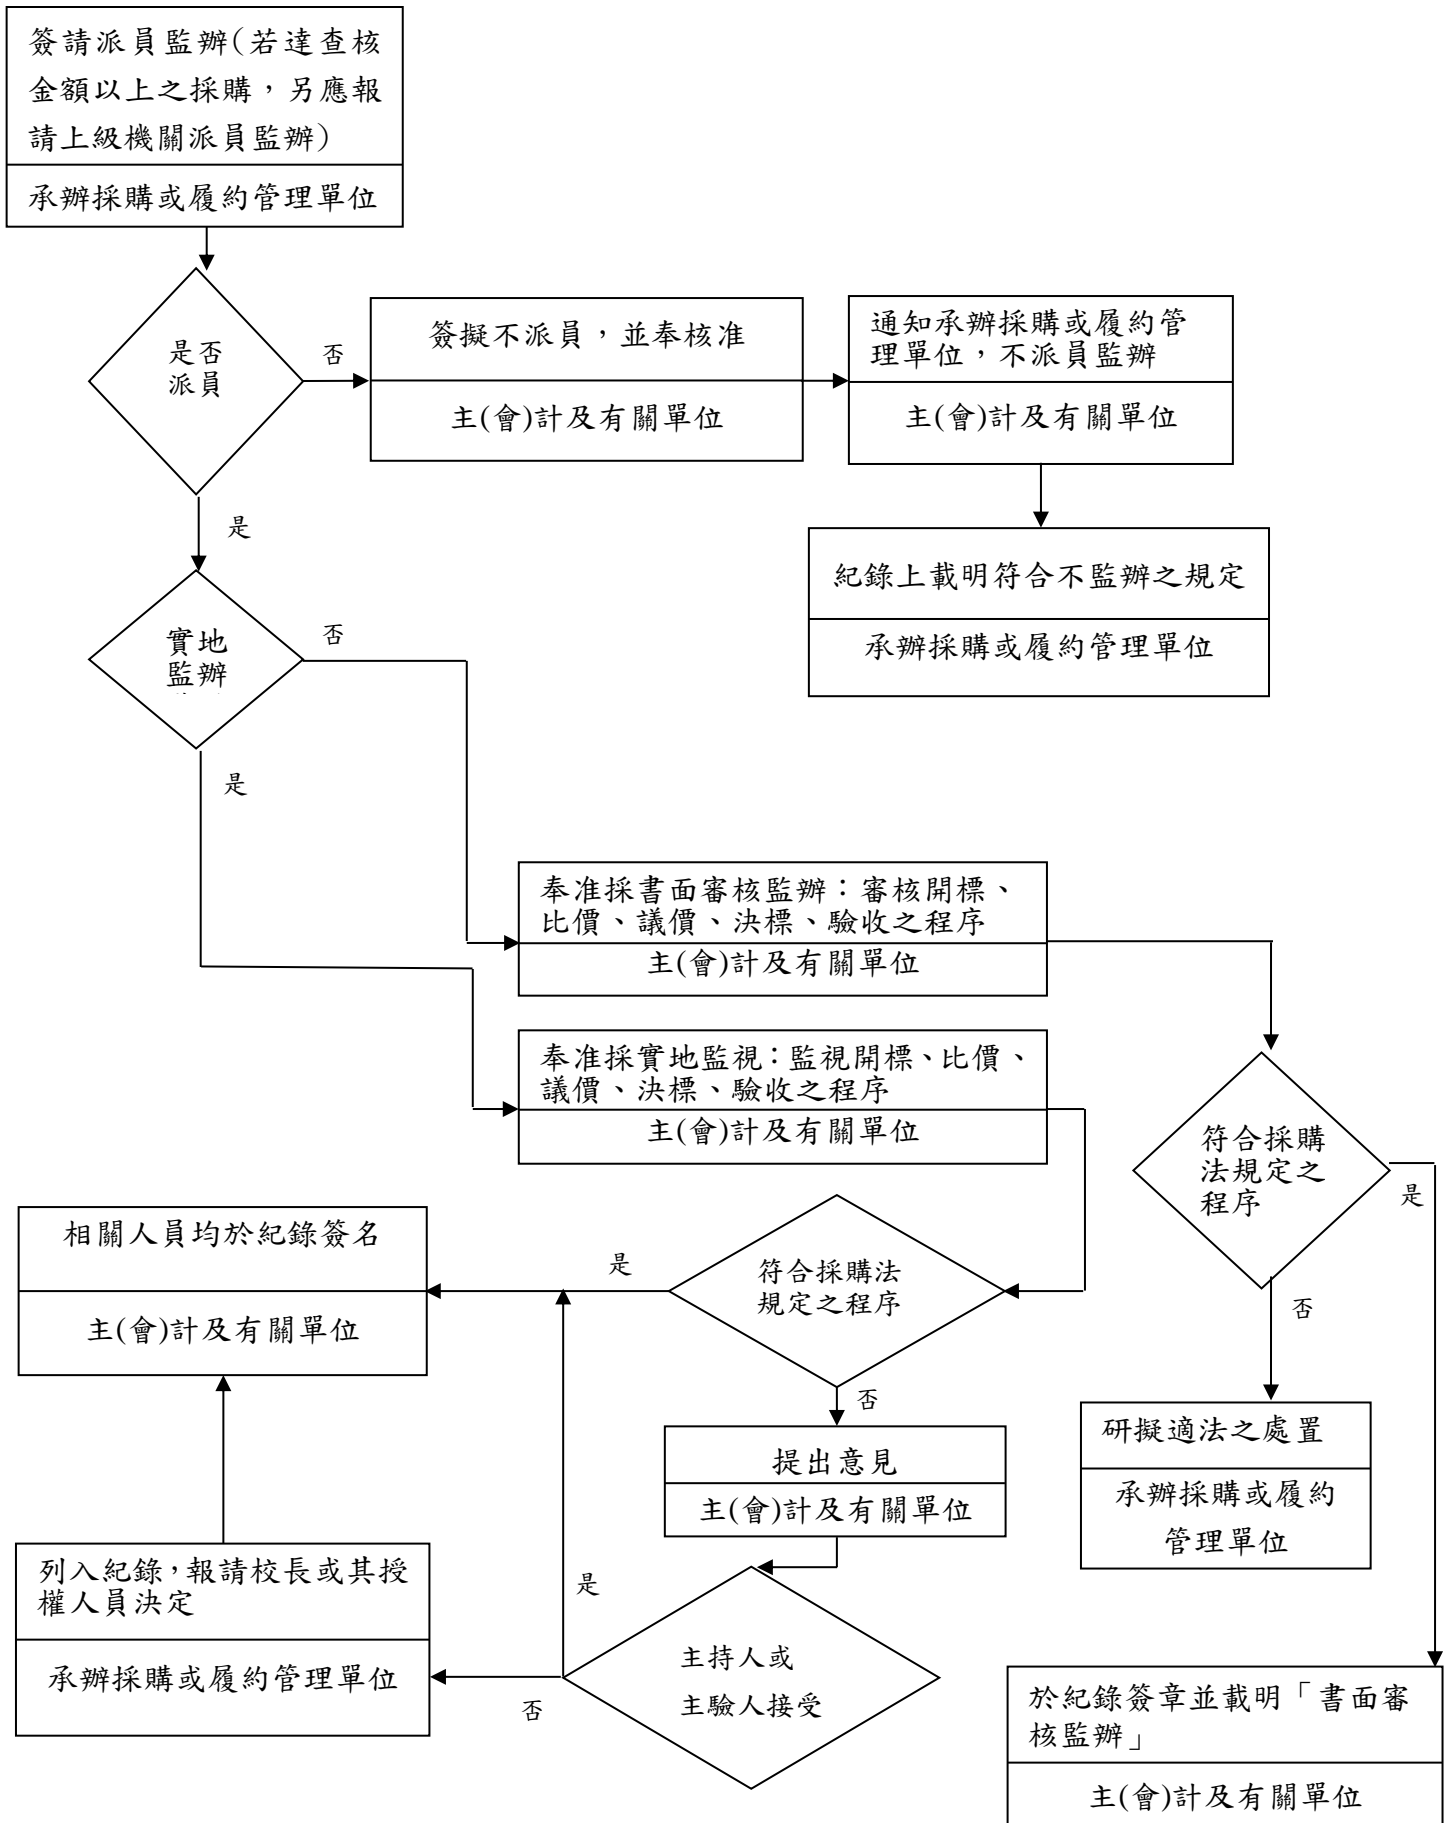 簽請派員監辦(若達查核
金額以上之採購，另應報
請上級機關派員監辦)
承辦採購或履約管理單位
是否
派員
否
簽擬不派員，並奉核准
主(會)計及有關單位
通知承辦採購或履約管
理單位，不派員監辦
主(會)計及有關單位
是
紀錄上載明符合不監辦之規定
承辦採購或履約管理單位
實地
監辦
否
是
奉准採書面審核監辦：審核開標、
比價、議價、決標、驗收之程序
主(會)計及有關單位
奉准採實地監視：監視開標、比價、
議價、決標、驗收之程序
主(會)計及有關單位
符合採購
法規定之
程序
是
否
相關人員均於紀錄簽名
主(會)計及有關單位
是
符合採購法
規定之程序
否
提出意見
主(會)計及有關單位
研擬適法之處置
承辦採購或履約
管理單位
列入紀錄，報請校長或其授
權人員決定
承辦採購或履約管理單位
是
否
主持人或
主驗人接受
於紀錄簽章並載明「書面審
核監辦」
主(會)計及有關單位